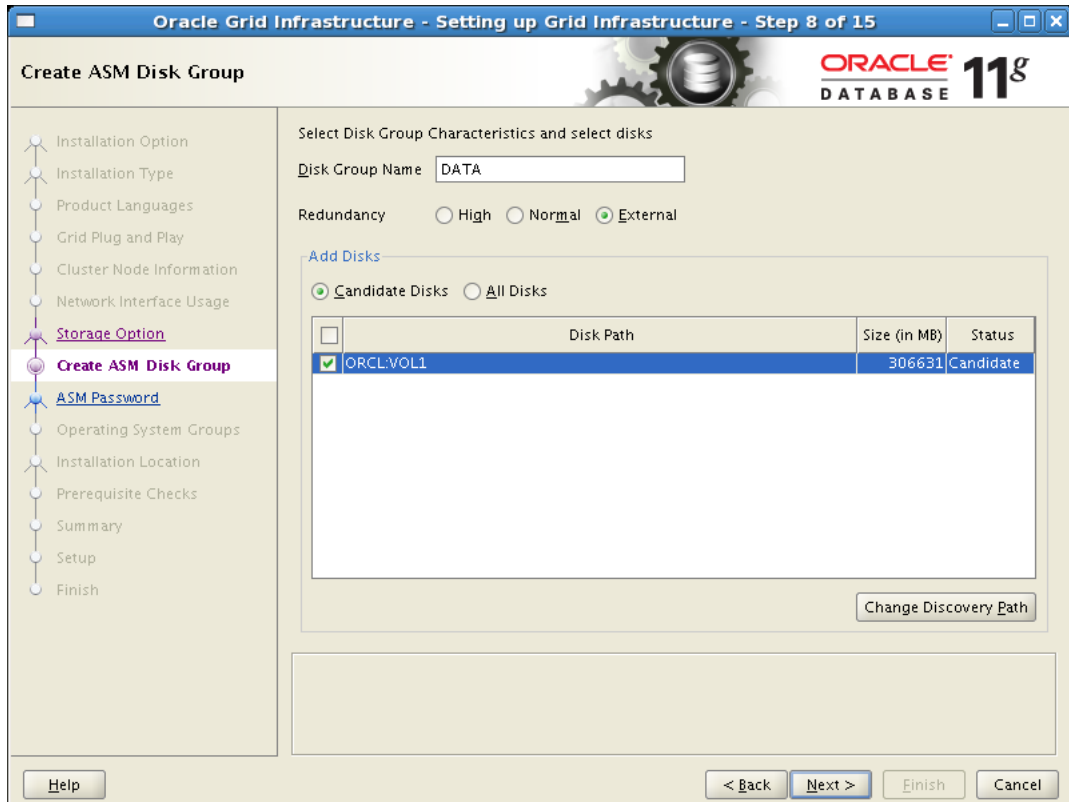 Oracle Grid Infrastructure - Setting up Grid Infrastructure - Step 8 of 15
Create ASM Disk Group
ORACLE 11g
DATABASE
Installation Option
Installation Type
Product Languages
Grid Plug and Play
Cluster Node Information
Network Interface Usage
Storage Option
Create ASM Disk Group
ASM Password
Operating System Groups
Installation Location
Prerequisite Checks
Summary
Setup
Finish
Select Disk Group Characteristics and select disks
Disk Group Name DATA
Redundancy High Normal External
Add Disks
Candidate Disks All Disks
Disk Path Size (in MB) Status
ORCL:VOL1 306631 Candidate
Change Discovery Path
Help < Back Next > Finish Cancel